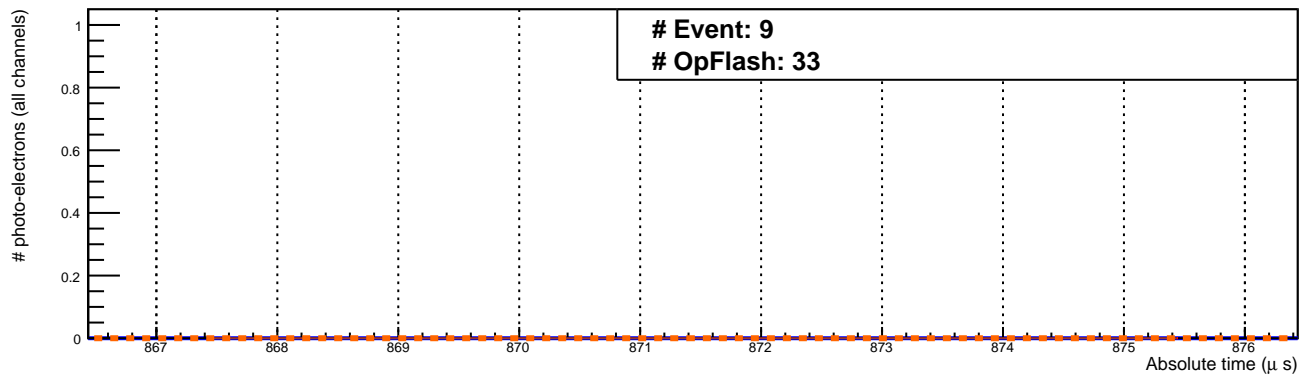 # Event: 9
# OpFlash: 33
# photo-electrons (all channels)
1
0.8
0.6
0.4
0.2
0
867 868 869 870 871 872 873 874 875 876
Absolute time (μ s)